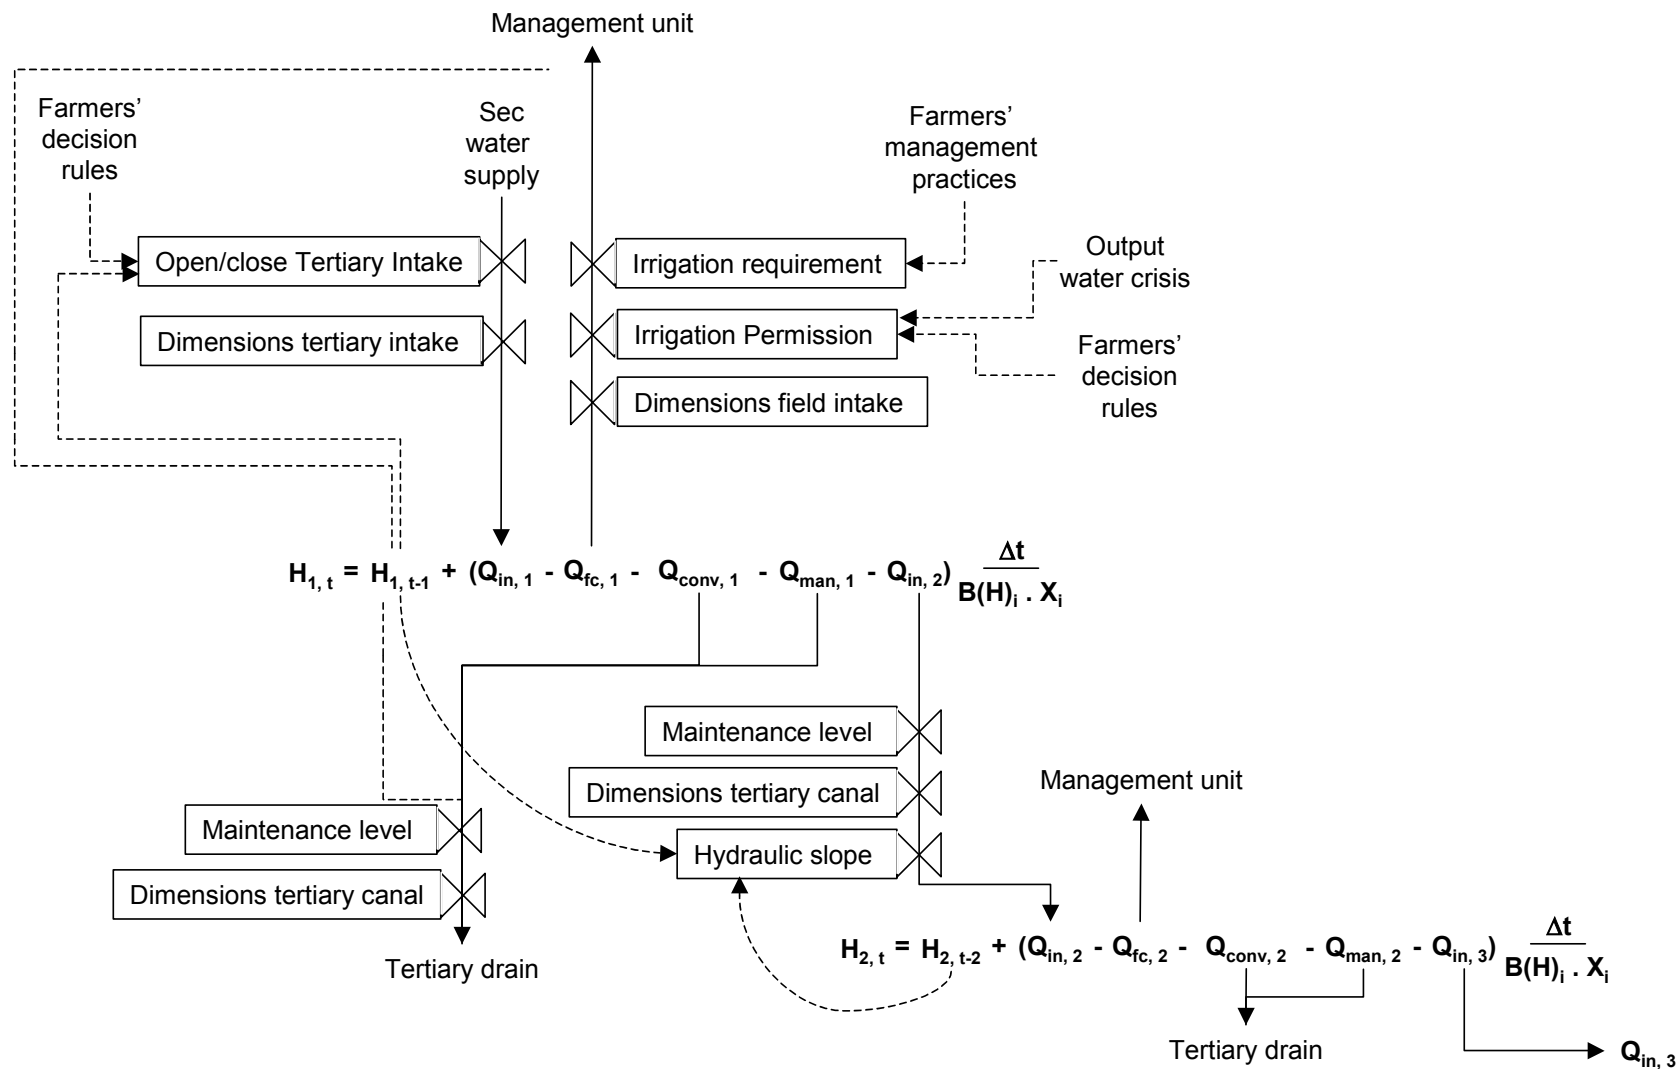 Management unit
Farmers’
decision
rules
Sec
water
supply
Farmers’
management
practices
Open/close Tertiary Intake
Irrigation requirement
Output
water crisis
Dimensions tertiary intake
Irrigation Permission
Farmers’
decision
rules
Dimensions field intake
H1, t = H1, t-1 + (Qin, 1 - Qfc, 1 - Qconv, 1 - Qman, 1 - Qin, 2) Δt
B(H)i . Xi
Maintenance level
Dimensions tertiary canal
Management unit
Maintenance level
Hydraulic slope
Dimensions tertiary canal
Tertiary drain
H2, t = H2, t-2 + (Qin, 2 - Qfc, 2 - Qconv, 2 - Qman, 2 - Qin, 3) Δt
B(H)i . Xi
Tertiary drain
Qin, 3